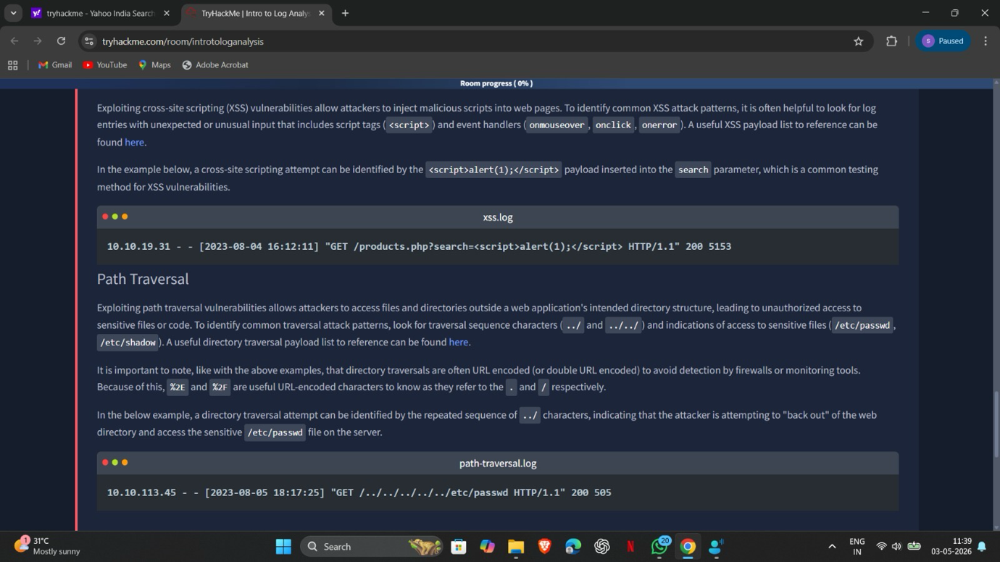 tryhackme - Yahoo India Search
TryHackMe | Intro to Log Analys
tryhackme.com/room/introtologanalysis
S Paused
Gmail YouTube Maps Adobe Acrobat
Room progress ( 0% )
Exploiting cross-site scripting (XSS) vulnerabilities allow attackers to inject malicious scripts into web pages. To identify common XSS attack patterns, it is often helpful to look for log
entries with unexpected or unusual input that includes script tags ( <script> ) and event handlers ( onmouseover , onclick , onerror ). A useful XSS payload list to reference can be
found here.
In the example below, a cross-site scripting attempt can be identified by the <script>alert(1);</script> payload inserted into the search parameter, which is a common testing
method for XSS vulnerabilities.
xss.log
10.10.19.31 - - [2023-08-04 16:12:11] "GET /products.php?search=<script>alert(1);</script> HTTP/1.1" 200 5153
Path Traversal
Exploiting path traversal vulnerabilities allows attackers to access files and directories outside a web application's intended directory structure, leading to unauthorized access to
sensitive files or code. To identify common traversal attack patterns, look for traversal sequence characters ( ../ and ../../ ) and indications of access to sensitive files ( /etc/passwd ,
/etc/shadow ). A useful directory traversal payload list to reference can be found here.
It is important to note, like with the above examples, that directory traversals are often URL encoded (or double URL encoded) to avoid detection by firewalls or monitoring tools.
Because of this, %2E and %2F are useful URL-encoded characters to know as they refer to the . and / respectively.
In the below example, a directory traversal attempt can be identified by the repeated sequence of ../ characters, indicating that the attacker is attempting to "back out" of the web
directory and access the sensitive /etc/passwd file on the server.
path-traversal.log
10.10.113.45 - - [2023-08-05 18:17:25] "GET /../../../../../etc/passwd HTTP/1.1" 200 505
1
31°C
Mostly sunny
Search
20
ENG
IN
11:39
03-05-2026